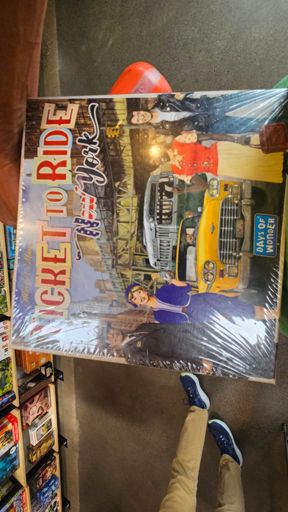 TICKET TO RIDE
New York
DAYS OF
WONDER